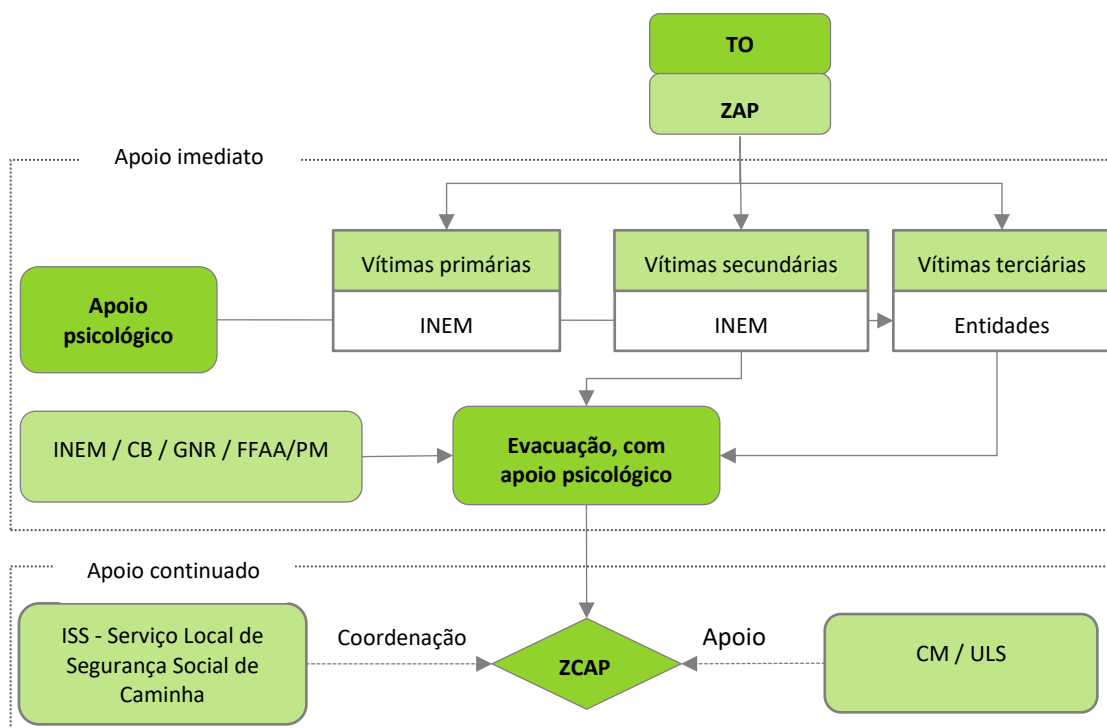 TO
ZAP
Apoio imediato
Vítimas primárias
Vítimas secundárias
Vítimas terciárias
Apoio
psicológico
INEM
INEM
Entidades
INEM / CB / GNR / FFAA/PM
Evacuação, com
apoio psicológico
Apoio continuado
ISS - Serviço Local de
Segurança Social de
Caminha
Coordenação
ZCAP
Apoio
CM / ULS